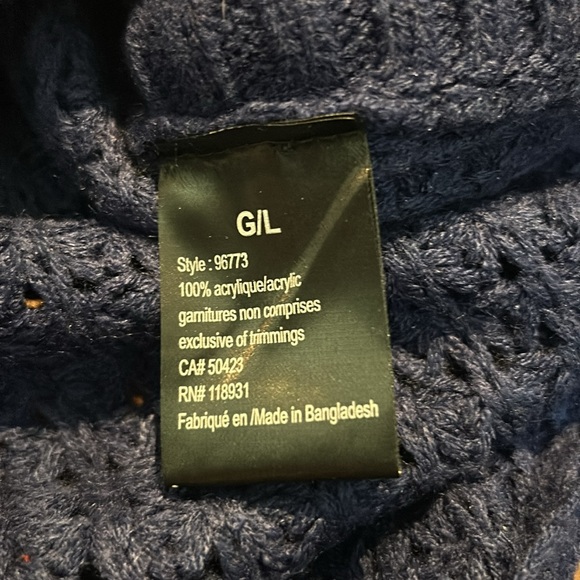 G/L
Style : 96773
100% acrylique/acrylic
garnitures non comprises
exclusive of trimmings
CA# 50423
RN# 118931
Fabriqué en /Made in Bangladesh